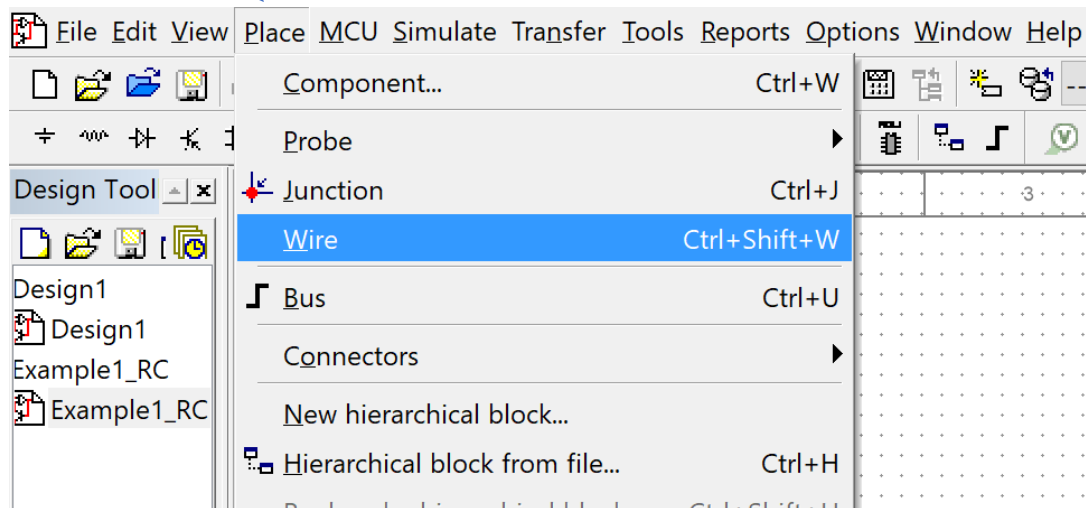 File Edit View Place MCU Simulate Transfer Tools Reports Options Window Help
Component... Ctrl+W
Probe
Design Tool
Junction Ctrl+J
3
Wire Ctrl+Shift+W
Design1
Bus Ctrl+U
Design1
Example1_RC
Connectors
Example1_RC
New hierarchical block...
Hierarchical block from file... Ctrl+H